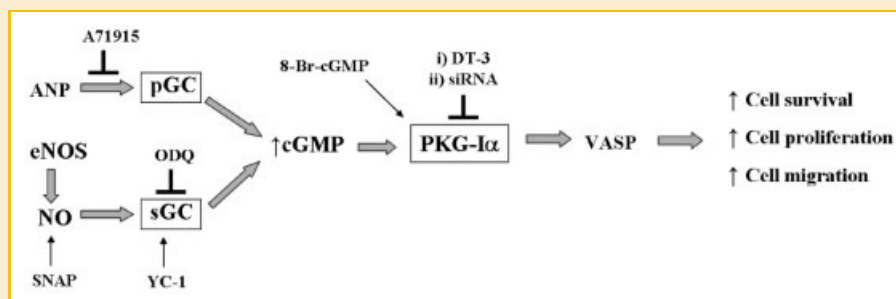 A71915
ANP
pGC
eNOS
ODQ
NO
sGC
SNAP
YC-1
8-Br-cGMP
i) DT-3
ii) siRNA
↑cGMP
PKG-Iα
VASP
↑ Cell survival
↑ Cell proliferation
↑ Cell migration